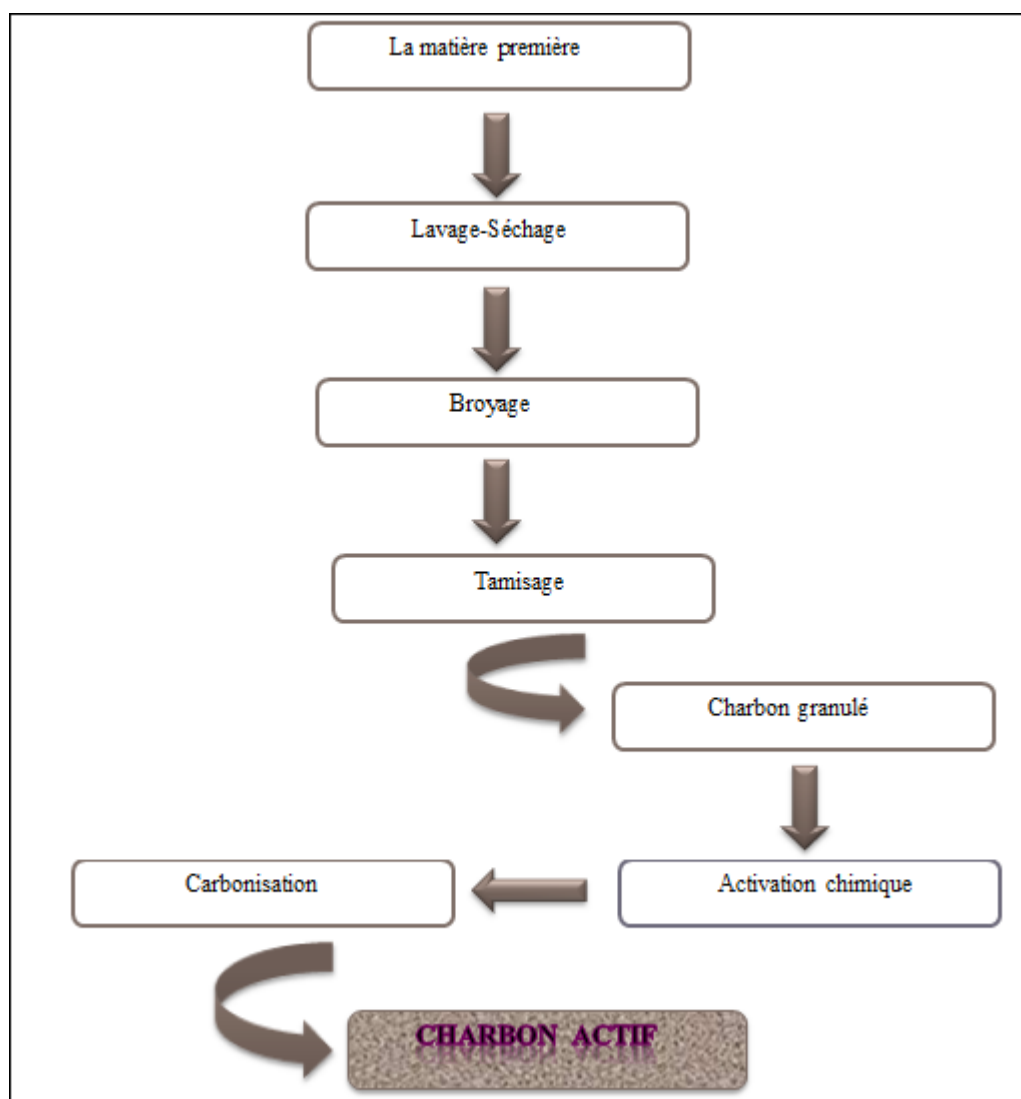 La matière première
Lavage-Séchage
Broyage
Tamisage
Charbon granulé
Activation chimique
Carbonisation
CHARBON ACTIF